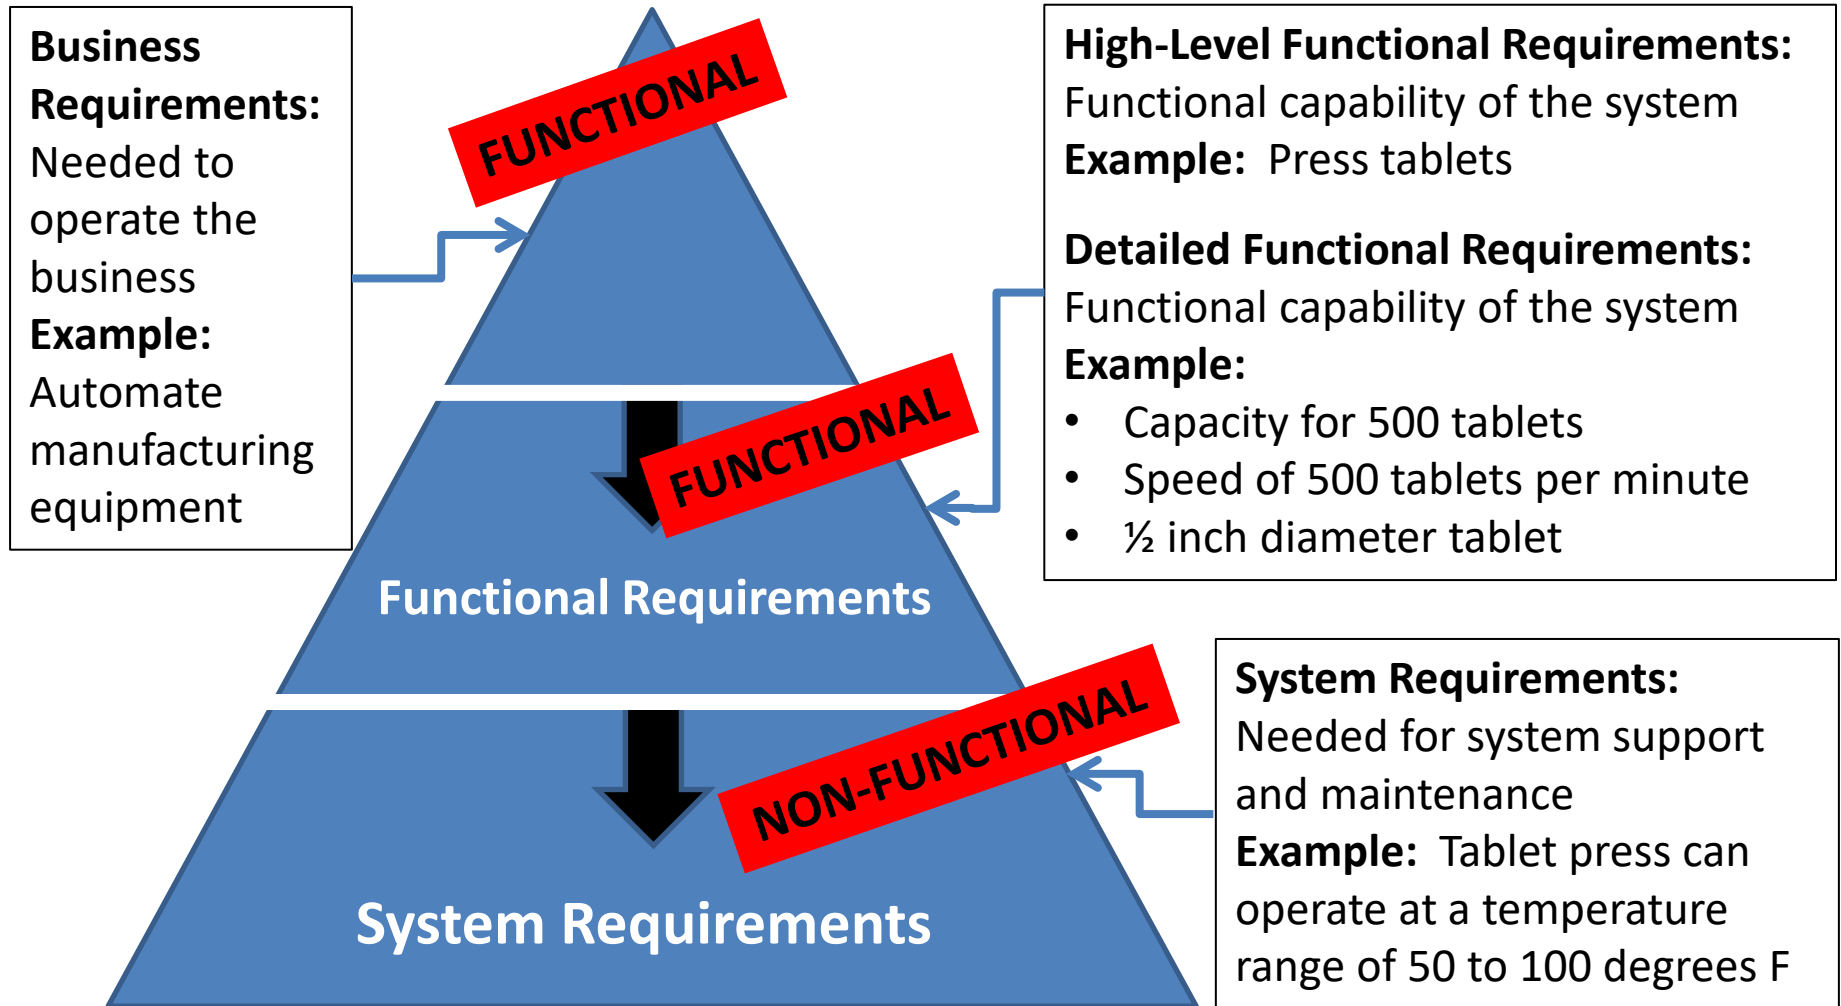 Business
Requirements:
Needed to
operate the
business
Example:
Automate
manufacturing
equipment
FUNCTIONAL
High-Level Functional Requirements:
Functional capability of the system
Example: Press tablets
Detailed Functional Requirements:
Functional capability of the system
Example:
• Capacity for 500 tablets
• Speed of 500 tablets per minute
• ½ inch diameter tablet
FUNCTIONAL
Functional Requirements
NON-FUNCTIONAL
System Requirements
System Requirements:
Needed for system support
and maintenance
Example: Tablet press can
operate at a temperature
range of 50 to 100 degrees F